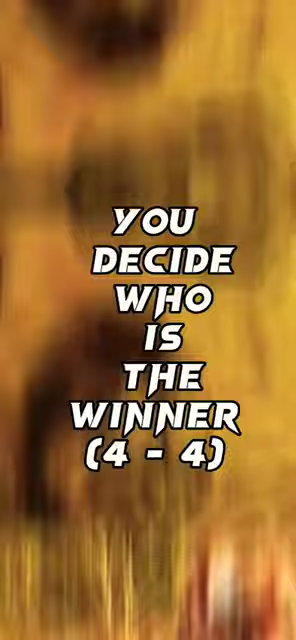 YOU
DECIDE
WHO
IS
THE
WINNER
(4 - 4)